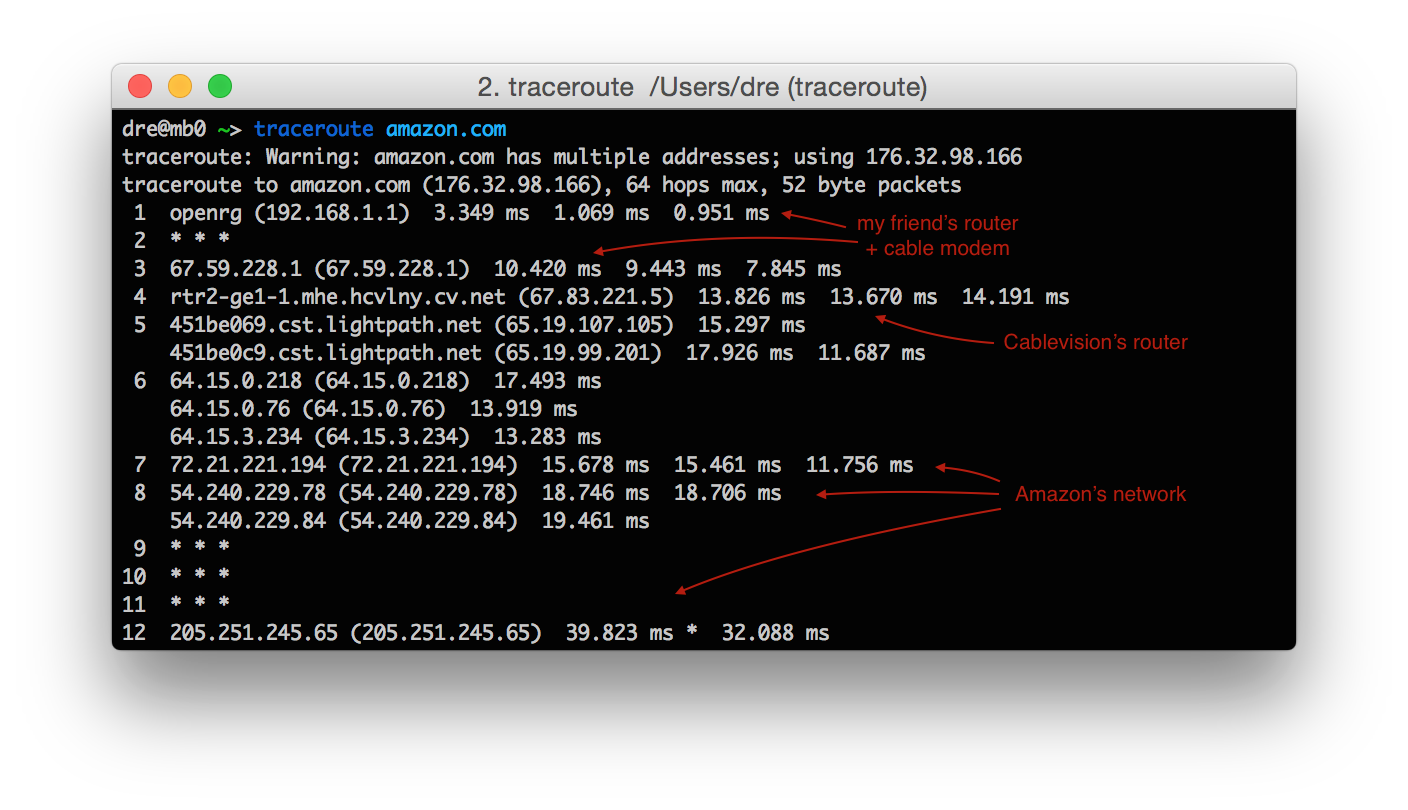 2. traceroute  /Users/dre (traceroute)
dre@mb0 ~> traceroute amazon.com
traceroute: Warning: amazon.com has multiple addresses; using 176.32.98.166
traceroute to amazon.com (176.32.98.166), 64 hops max, 52 byte packets
 1  openrg (192.168.1.1)  3.349 ms  1.069 ms  0.951 ms
my friend's router
+ cable modem
 2  * * *
 3  67.59.228.1 (67.59.228.1)  10.420 ms  9.443 ms  7.845 ms
 4  rtr2-ge1-1.mhe.hcvlny.cv.net (67.83.221.5)  13.826 ms  13.670 ms  14.191 ms
 5  451be069.cst.lightpath.net (65.19.107.105)  15.297 ms
Cablevision's router
    451be0c9.cst.lightpath.net (65.19.99.201)  17.926 ms  11.687 ms
 6  64.15.0.218 (64.15.0.218)  17.493 ms
    64.15.0.76 (64.15.0.76)  13.919 ms
    64.15.3.234 (64.15.3.234)  13.283 ms
 7  72.21.221.194 (72.21.221.194)  15.678 ms  15.461 ms  11.756 ms
 8  54.240.229.78 (54.240.229.78)  18.746 ms  18.706 ms
Amazon's network
    54.240.229.84 (54.240.229.84)  19.461 ms
 9  * * *
10  * * *
11  * * *
12  205.251.245.65 (205.251.245.65)  39.823 ms *  32.088 ms